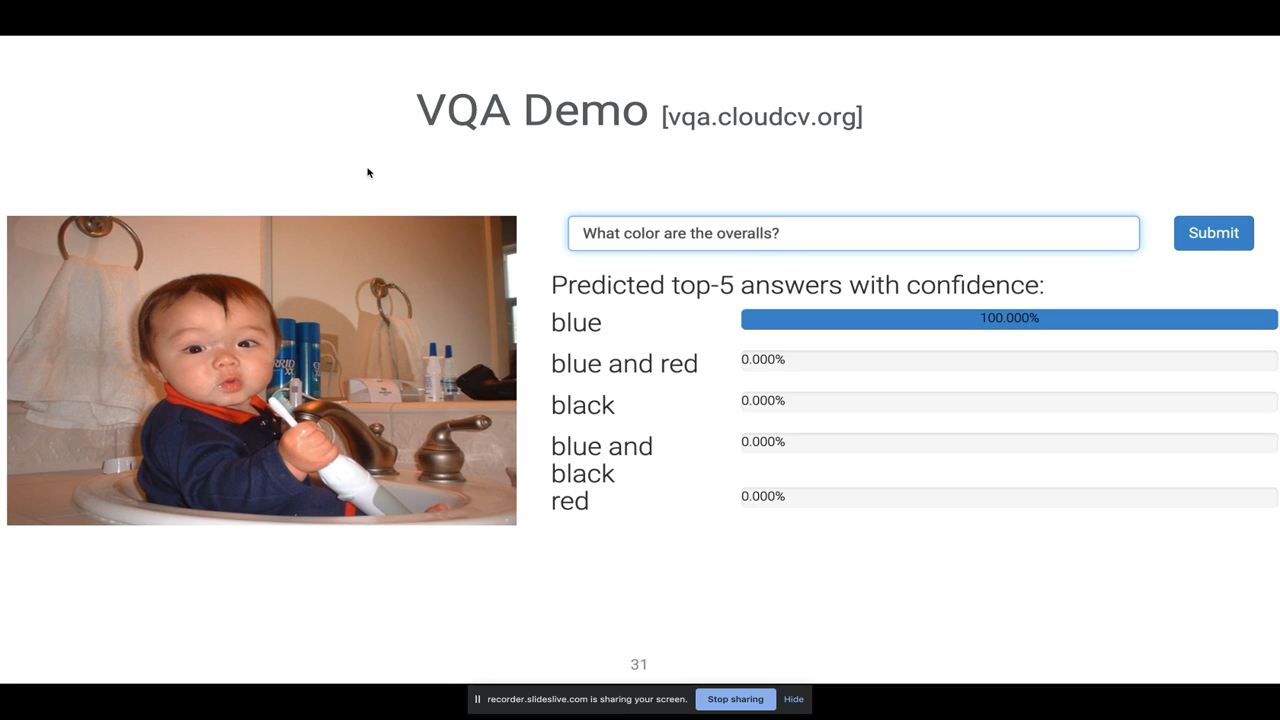 VQA Demo [vqa.cloudcv.org]
What color are the overalls?
Submit
Predicted top-5 answers with confidence:
blue
100.000%
blue and red
0.000%
black
0.000%
blue and
black
0.000%
red
0.000%
31
recorder.slideslive.com is sharing your screen.
Stop sharing
Hide